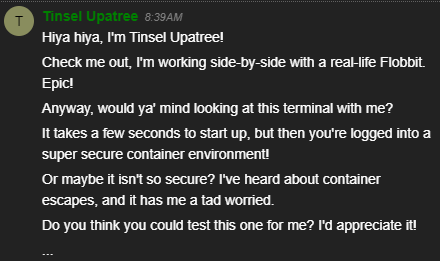 T
Tinsel Upatree 8:39AM
Hiya hiya, I'm Tinsel Upatree!
Check me out, I'm working side-by-side with a real-life Flobbit.
Epic!
Anyway, would ya' mind looking at this terminal with me?
It takes a few seconds to start up, but then you're logged into a
super secure container environment!
Or maybe it isn't so secure? I've heard about container
escapes, and it has me a tad worried.
Do you think you could test this one for me? I'd appreciate it!
...